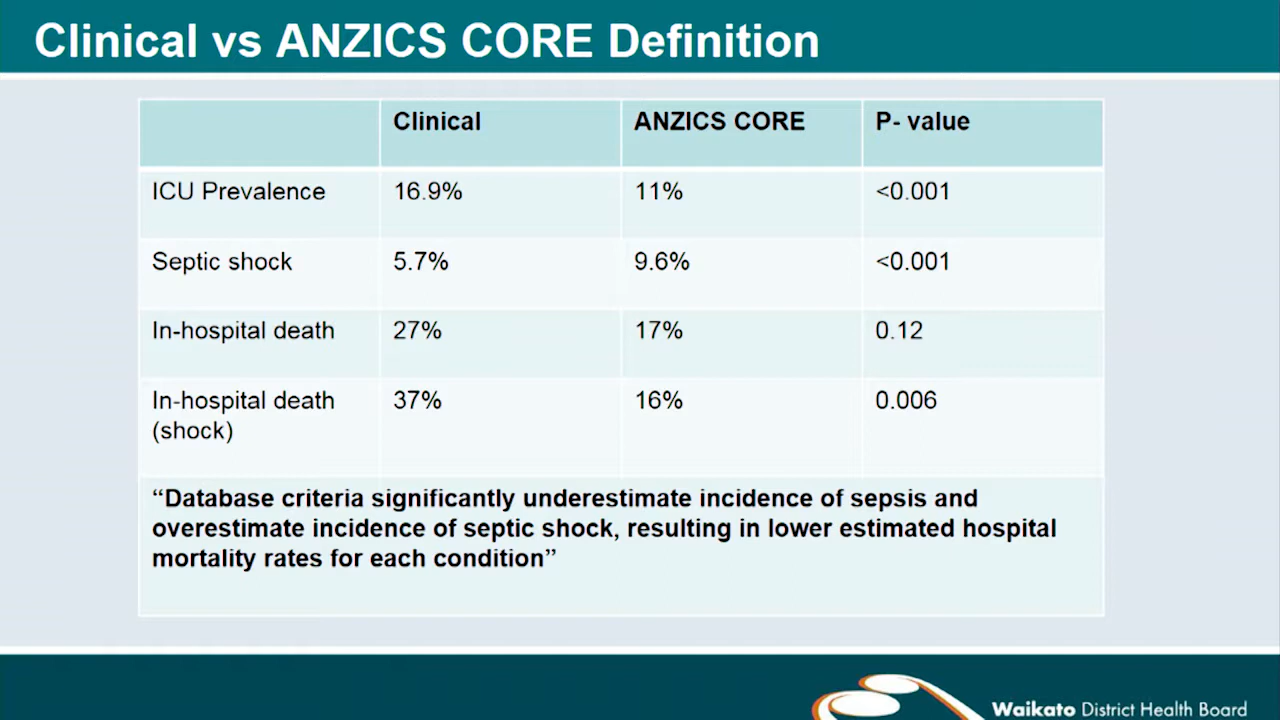 Clinical vs ANZICS CORE Definition
Clinical ANZICS CORE P- value
ICU Prevalence 16.9% 11% <0.001
Septic shock 5.7% 9.6% <0.001
In-hospital death 27% 17% 0.12
In-hospital death 37% 16% 0.006
(shock)
“Database criteria significantly underestimate incidence of sepsis and
overestimate incidence of septic shock, resulting in lower estimated hospital
mortality rates for each condition”
Waikato District Health Board